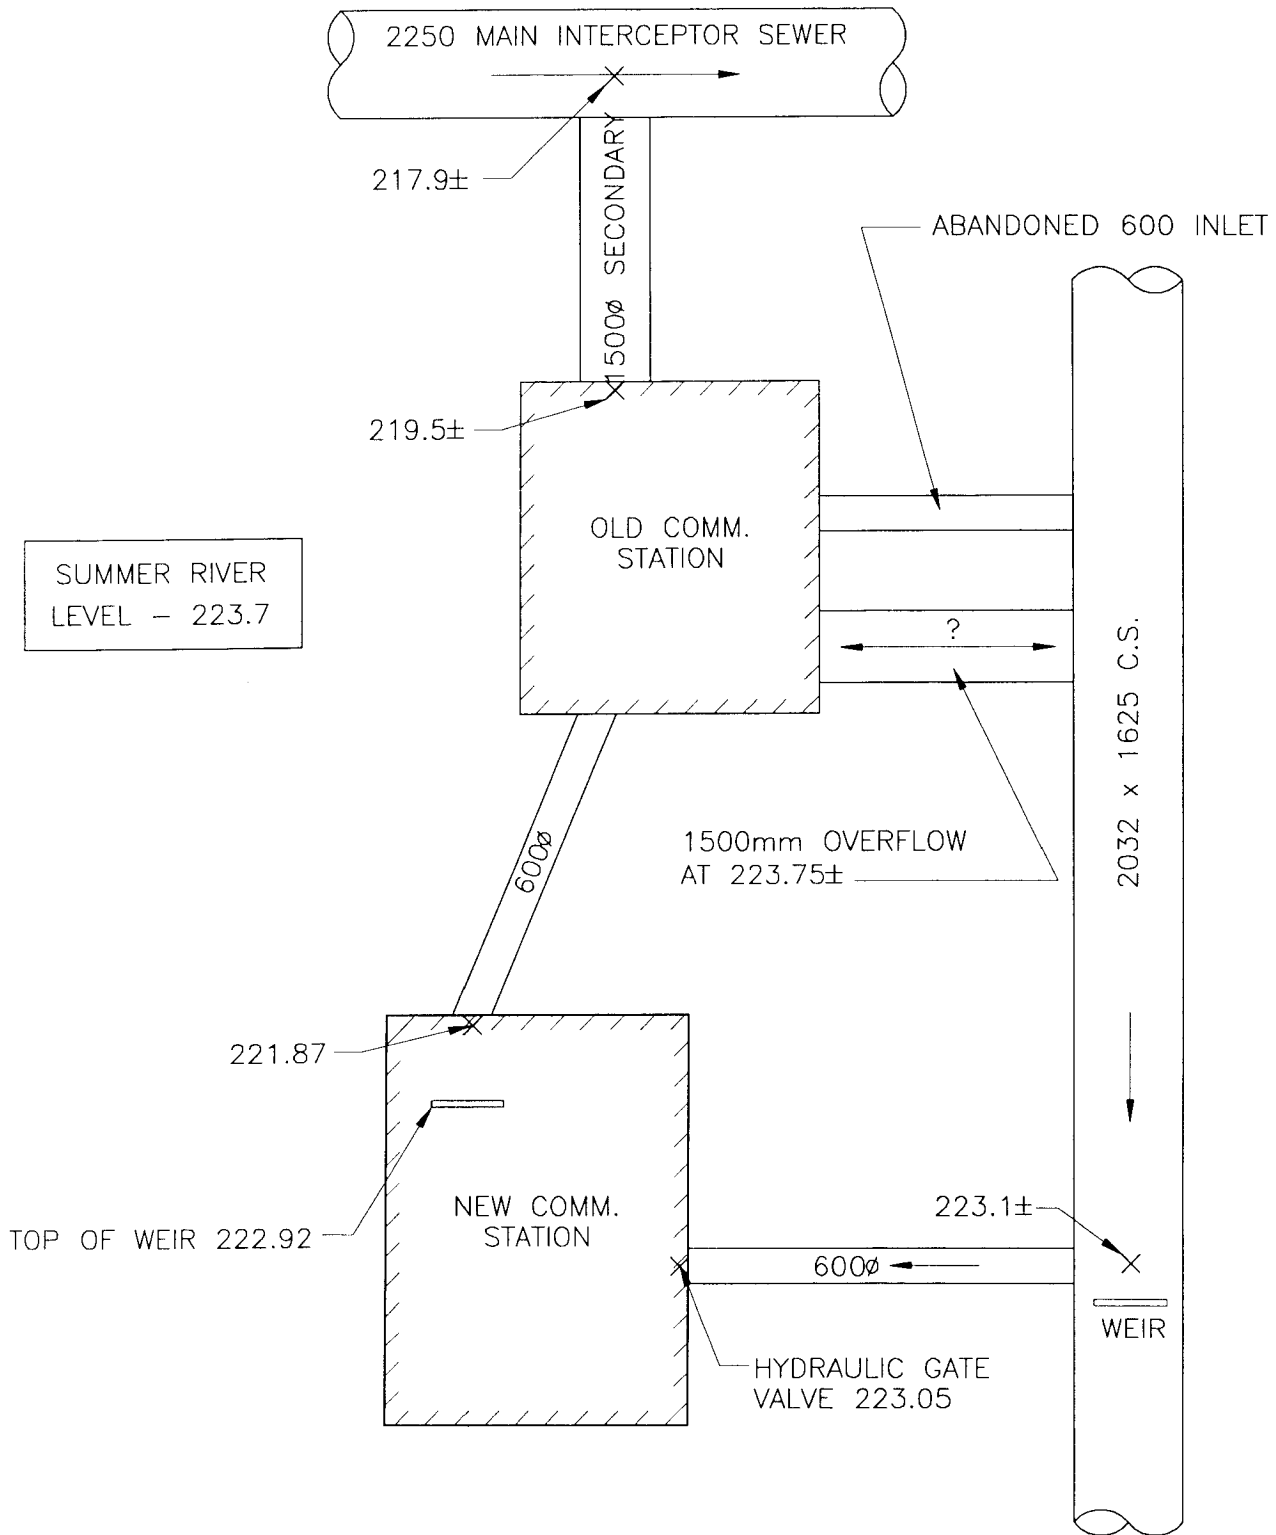 2250 MAIN INTERCEPTOR SEWER
217.9±
1500ø SECONDARY
ABANDONED 600 INLET
219.5±
OLD COMM.
STATION
SUMMER RIVER
LEVEL – 223.7
?
2032 x 1625 C.S.
1500mm OVERFLOW
AT 223.75±
600ø
221.87
TOP OF WEIR 222.92
NEW COMM.
STATION
223.1±
600ø
WEIR
HYDRAULIC GATE
VALVE 223.05